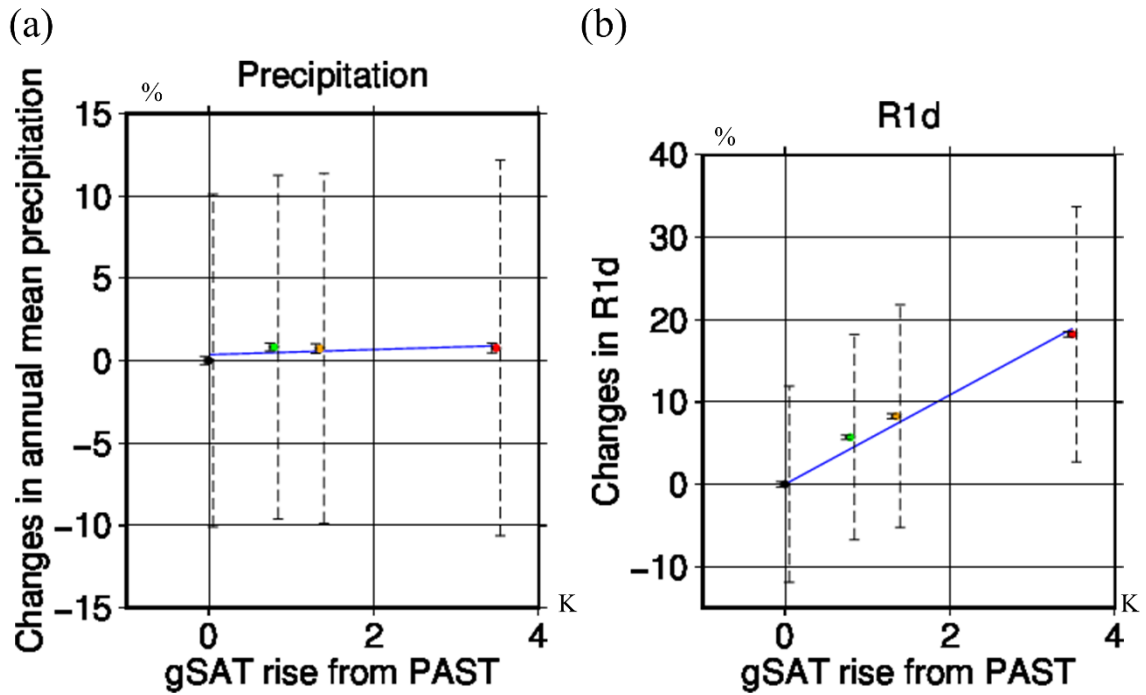 (a)
Precipitation
%
Changes in annual mean precipitation
15
10
5
0
−5
−10
−15
0 2 4 K
gSAT rise from PAST
(b)
R1d
%
Changes in R1d
40
30
20
10
0
−10
0 2 4 K
gSAT rise from PAST